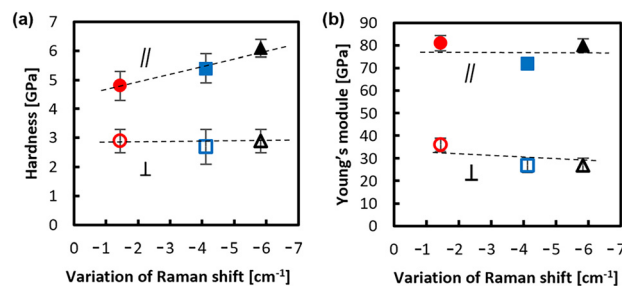 (a)
Hardness [GPa]
7
6
5
4
3
2
1
0
//
⊥
0 −1 −2 −3 −4 −5 −6 −7
Variation of Raman shift [cm⁻¹]
(b)
Young's module [GPa]
90
80
70
60
50
40
30
20
10
0
//
⊥
0 −1 −2 −3 −4 −5 −6 −7
Variation of Raman shift [cm⁻¹]